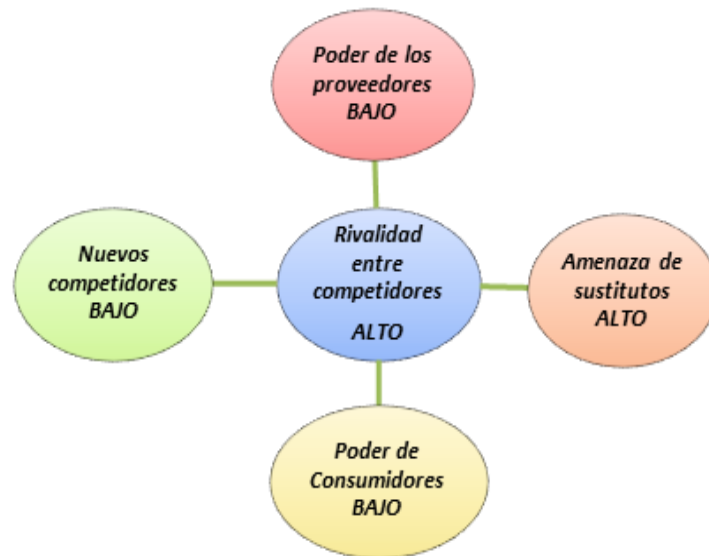 Poder de los
proveedores
BAJO
Nuevos
competidores
BAJO
Rivalidad
entre
competidores
ALTO
Amenaza de
sustitutos
ALTO
Poder de
Consumidores
BAJO